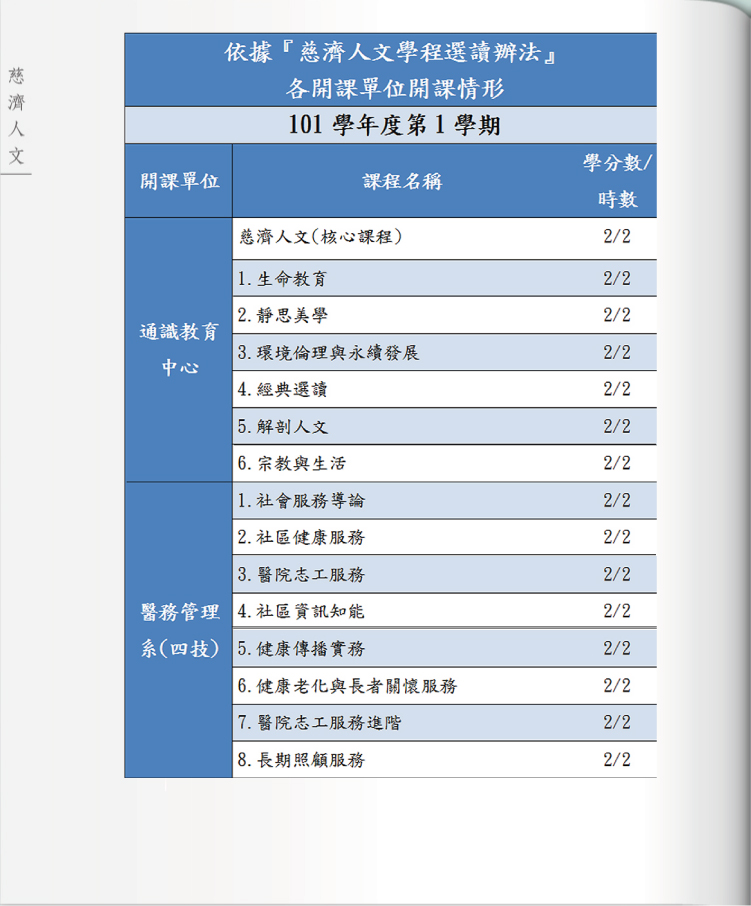 慈濟人文
依據『慈濟人文學程選讀辦法』
各開課單位開課情形
101 學年度第 1 學期
開課單位 課程名稱 學分數/時數
通識教育中心
慈濟人文(核心課程) 2/2
1.生命教育 2/2
2.靜思美學 2/2
3.環境倫理與永續發展 2/2
4.經典選讀 2/2
5.解剖人文 2/2
6.宗教與生活 2/2
醫務管理系(四技)
1.社會服務導論 2/2
2.社區健康服務 2/2
3.醫院志工服務 2/2
4.社區資訊知能 2/2
5.健康傳播實務 2/2
6.健康老化與長者關懷服務 2/2
7.醫院志工服務進階 2/2
8.長期照顧服務 2/2